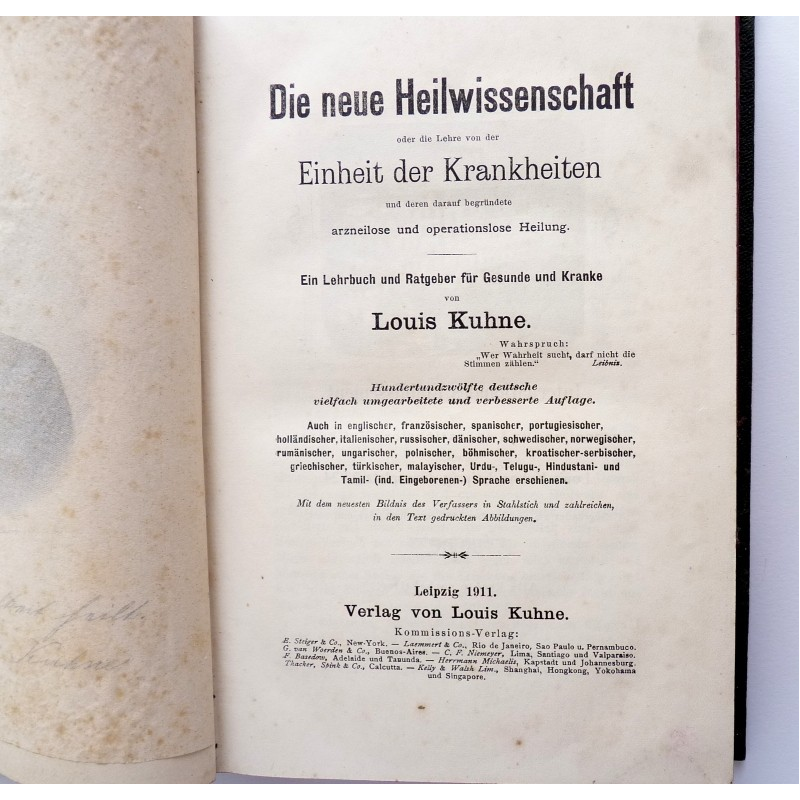 Die neue Heilwissenschaft
oder die Lehre von der
Einheit der Krankheiten
und deren darauf begründete
arzneilose und operationslose Heilung.
Ein Lehrbuch und Ratgeber für Gesunde und Kranke
von
Louis Kuhne.
Wahrspruch:
„Wer Wahrheit sucht, darf nicht die
Stimmen zählen.“ Leibniz.
Hundertundzwölfte deutsche
vielfach umgearbeitete und verbesserte Auflage.
Auch in englischer, französischer, spanischer, portugiesischer,
holländischer, italienischer, russischer, dänischer, schwedischer, norwegischer,
rumänischer, ungarischer, polnischer, böhmischer, kroatischer-serbischer,
griechischer, türkischer, malayischer, Urdu-, Telugu-, Hindustani- und
Tamil- (ind. Eingeborenen-) Sprache erschienen.
Mit dem neuesten Bildnis des Verfassers in Stahlstich und zahlreichen,
in den Text gedruckten Abbildungen.
Leipzig 1911.
Verlag von Louis Kuhne.
Kommissions-Verlag:
E. Steiger & Co., New-York. — Laemmert & Co., Rio de Janeiro, Sao Paulo u. Pernambuco.
G. van Woerden & Co., Buenos-Aires. — C. F. Niemeyer, Lima, Santiago und Valparaiso.
F. Basedow, Adelaide und Tanunda. — Herrmann Michaelis, Kapstadt und Johannesburg.
Thacker, Spink & Co., Calcutta. — Kelly & Walsh Lim., Shanghai, Hongkong, Yokohama
und Singapore.